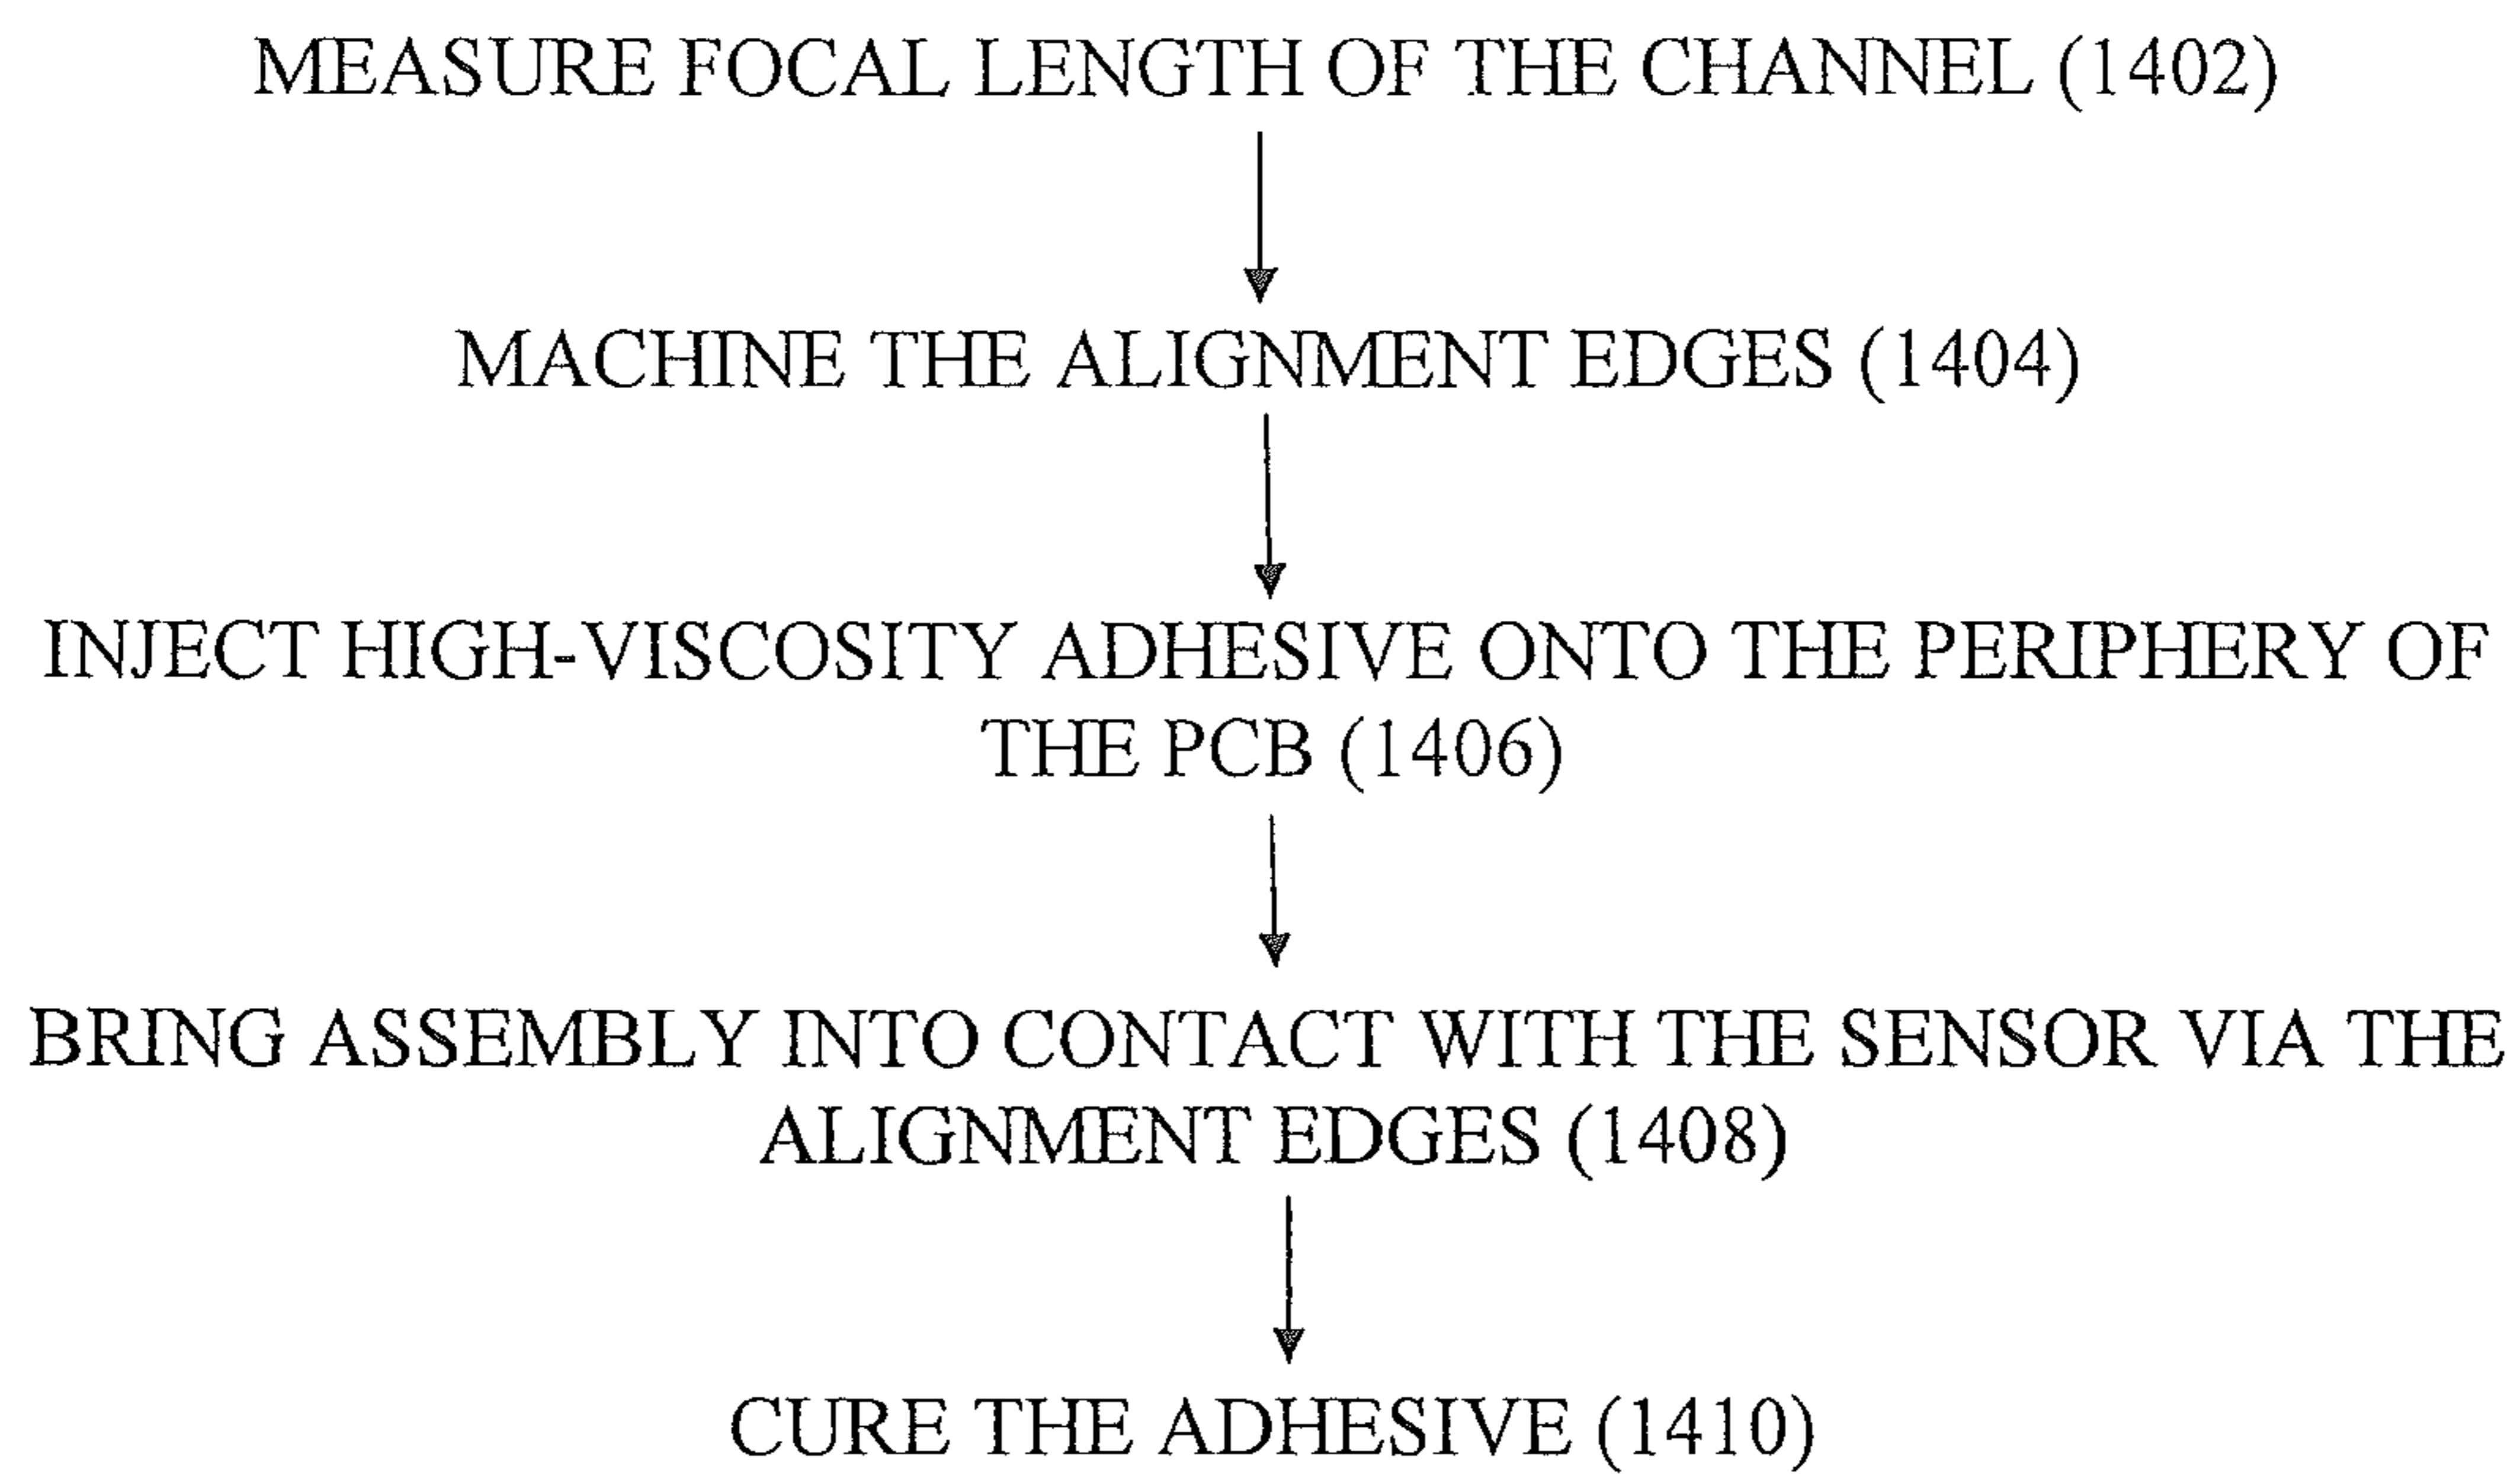 MEASURE FOCAL LENGTH OF THE CHANNEL (1402)
MACHINE THE ALIGNMENT EDGES (1404)
INJECT HIGH-VISCOSITY ADHESIVE ONTO THE PERIPHERY OF
THE PCB (1406)
BRING ASSEMBLY INTO CONTACT WITH THE SENSOR VIA THE
ALIGNMENT EDGES (1408)
CURE THE ADHESIVE (1410)